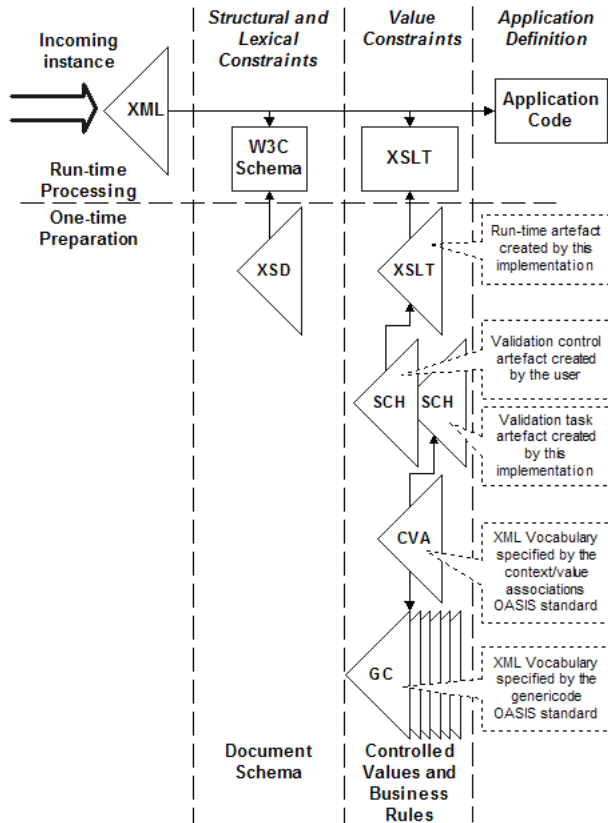 Structural and
Lexical
Constraints
Value
Constraints
Application
Definition
Incoming
instance
XML
Application
Code
W3C
Schema
XSLT
Run-time
Processing
One-time
Preparation
XSD
XSLT
Run-time artefact
created by this
implementation
Validation control
artefact created
by the user
SCH
SCH
Validation task
artefact created by
this
implementation
CVA
XML Vocabulary
specified by the
context/value
associations
OASIS standard
GC
XML Vocabulary
specified by the
genericode
OASIS standard
Document
Schema
Controlled
Values and
Business
Rules